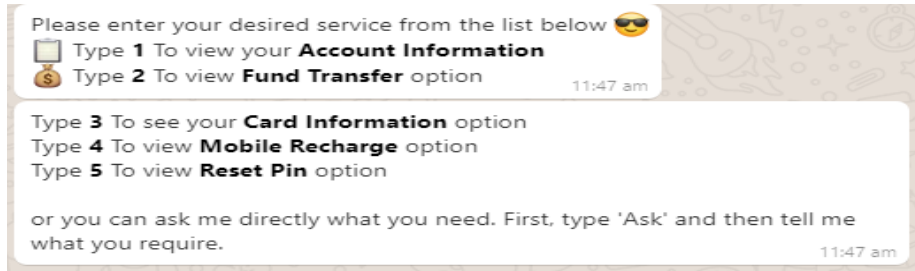 Please enter your desired service from the list below 😎
📋 Type 1 To view your Account Information
💰 Type 2 To view Fund Transfer option
11:47 am
Type 3 To see your Card Information option
Type 4 To view Mobile Recharge option
Type 5 To view Reset Pin option
or you can ask me directly what you need. First, type 'Ask' and then tell me
what you require.
11:47 am